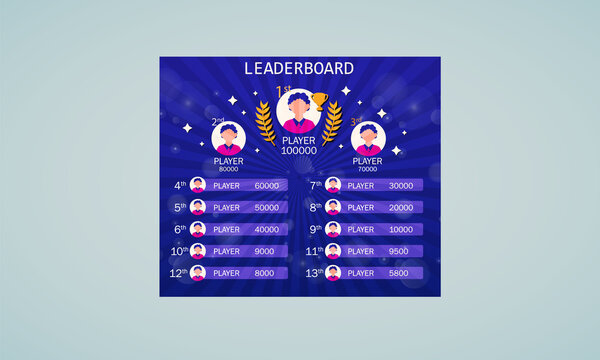 LEADERBOARD
1st
2nd
3rd
PLAYER
100000
PLAYER
80000
PLAYER
70000
4th PLAYER 60000
7th PLAYER 30000
5th PLAYER 50000
8th PLAYER 20000
6th PLAYER 40000
9th PLAYER 10000
10th PLAYER 9000
11th PLAYER 9500
12th PLAYER 8000
13th PLAYER 5800